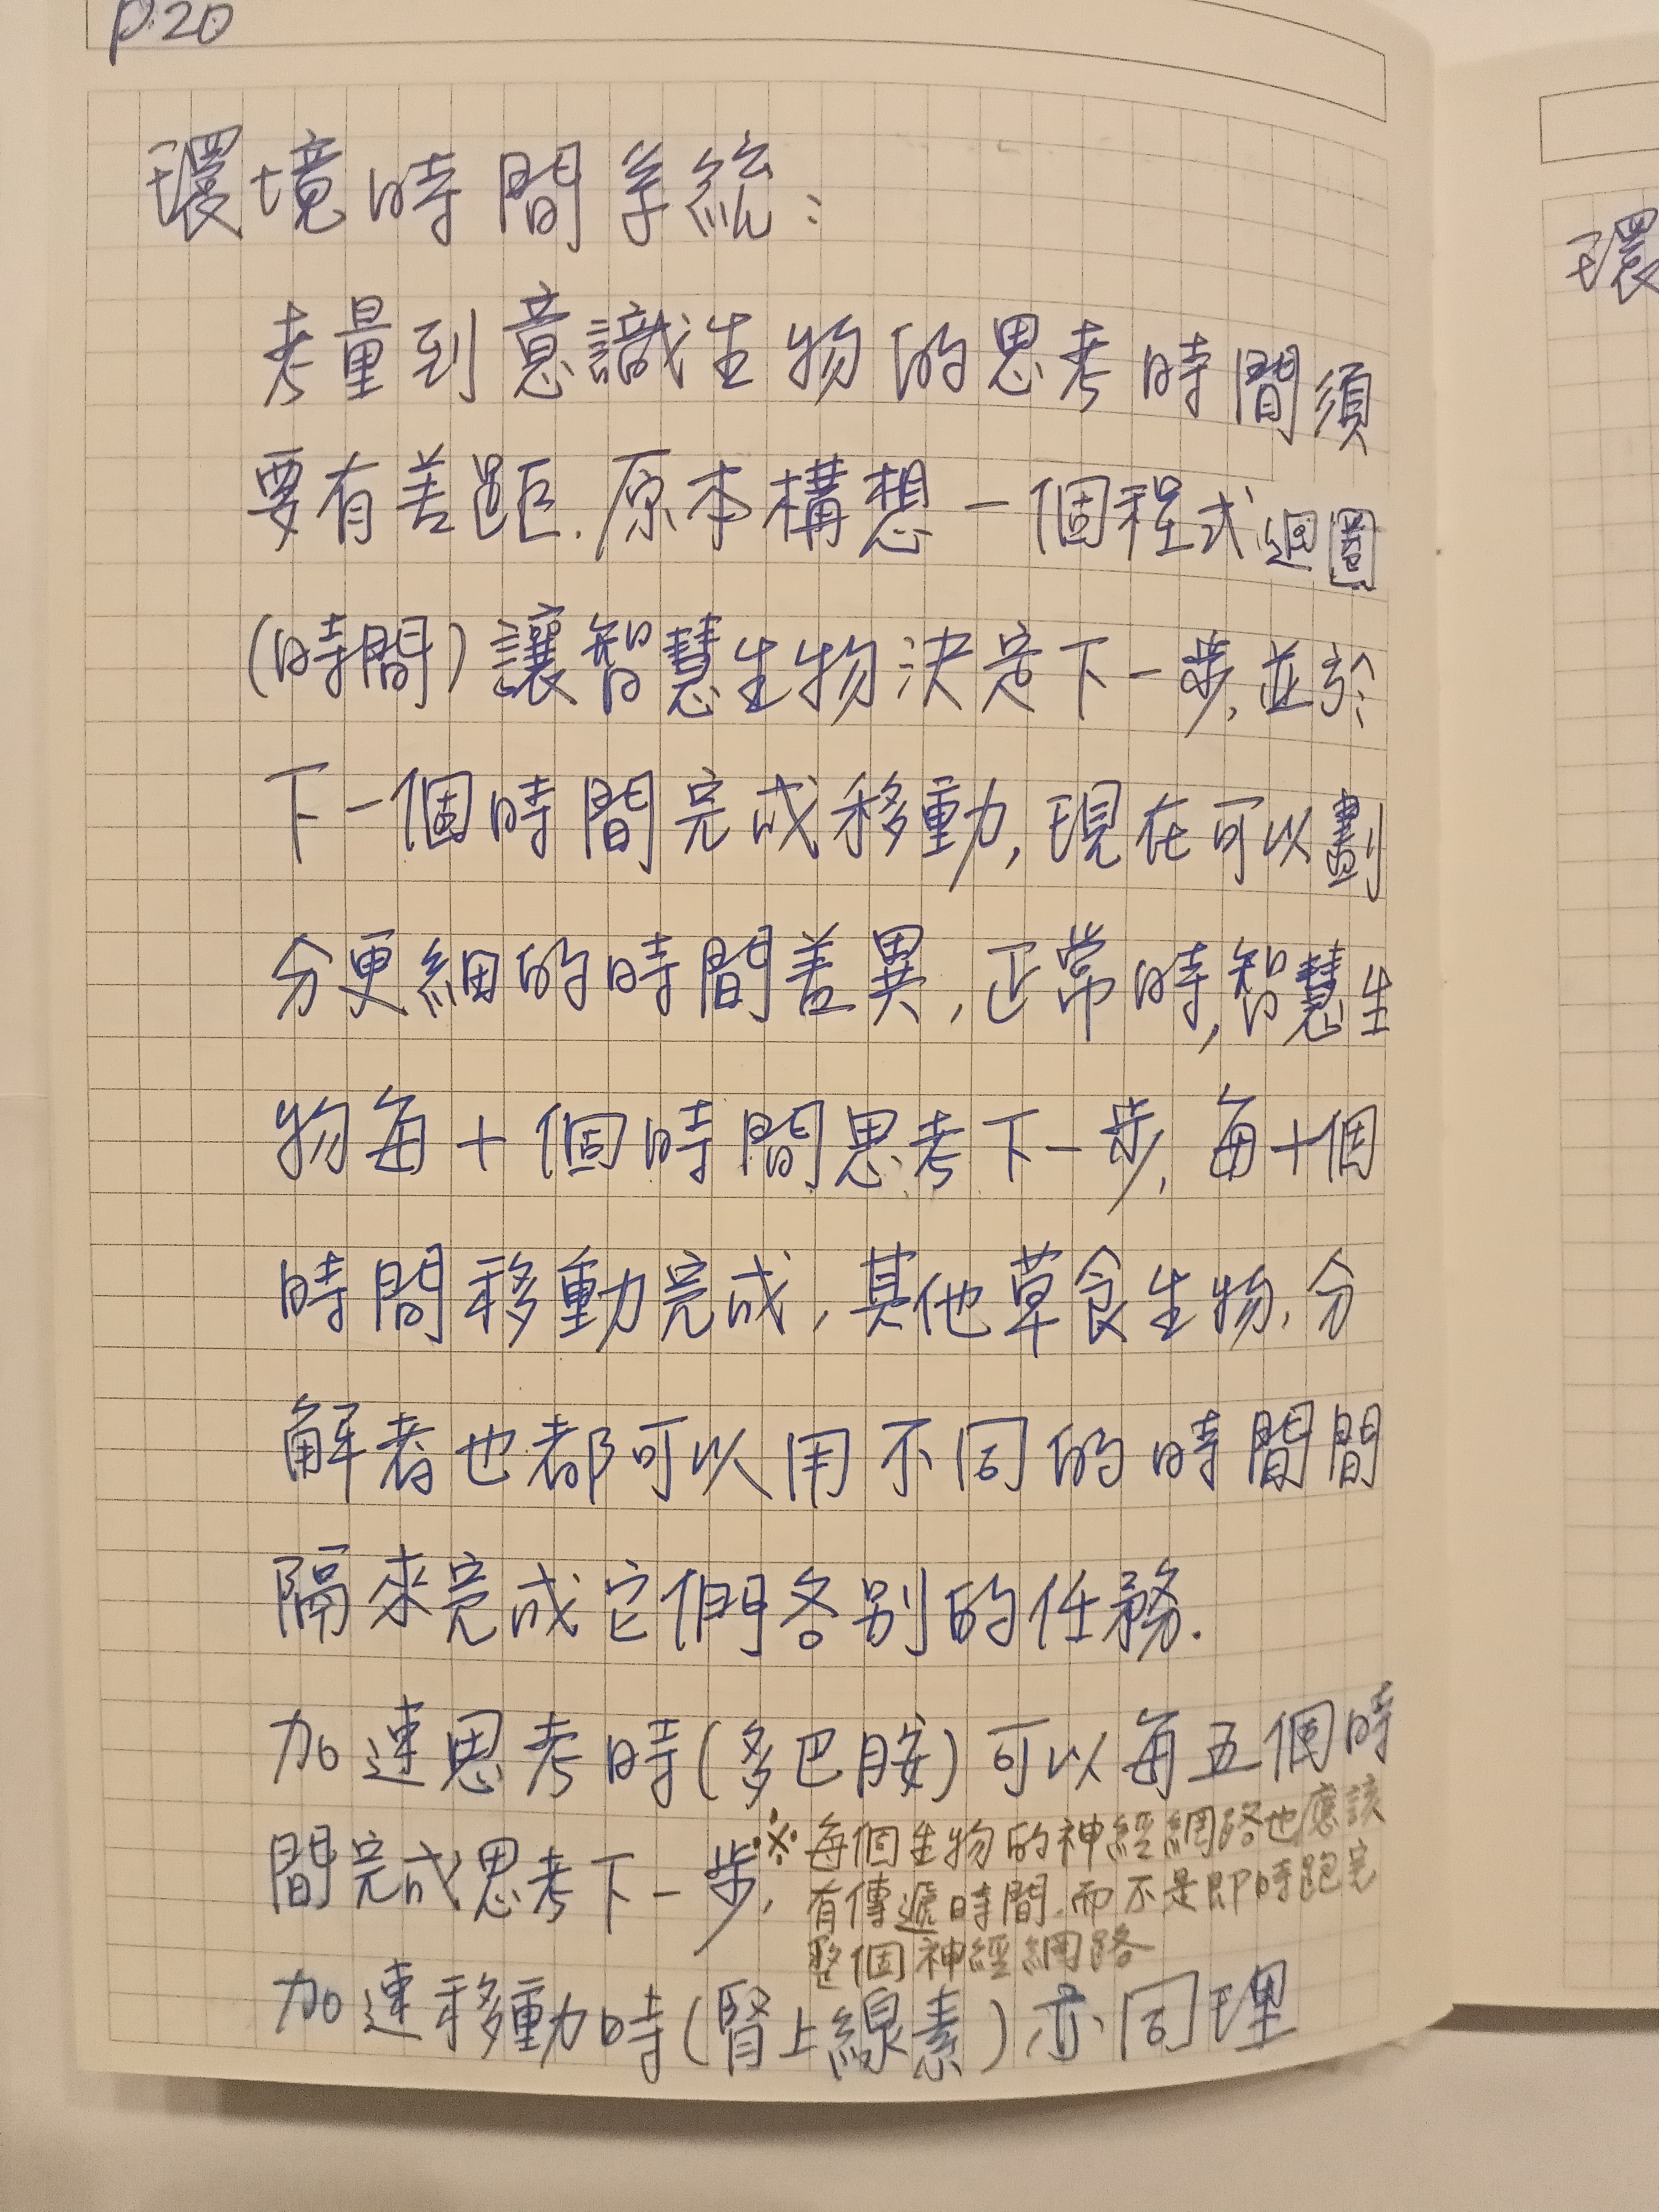 p.20
環境時間系統：
考量到意識生物的思考時間須
要有差距.原本構想一個程式迴圈
(時間)讓智慧生物決定下一步,並於
下一個時間完成移動,現在可以劃
分更細的時間差異,正常時,智慧生
物每十個時間思考下一步,每十個
時間移動完成,其他草食生物,分
解者也都可以用不同的時間間
隔來完成它們各別的任務.
加速思考時(多巴胺)可以每五個時
間完成思考下一步,
※每個生物的神經網路也應該
有傳遞時間.而不是即時跑完
整個神經網路
加速移動時(腎上線素)亦同理
環